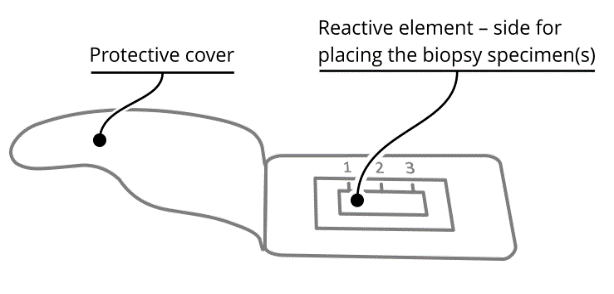 Protective cover
Reactive element – side for
placing the biopsy specimen(s)
1 2 3